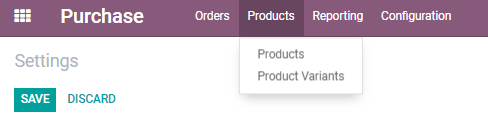 Purchase Orders Products Reporting Configuration
Products
Product Variants
Settings
SAVE DISCARD